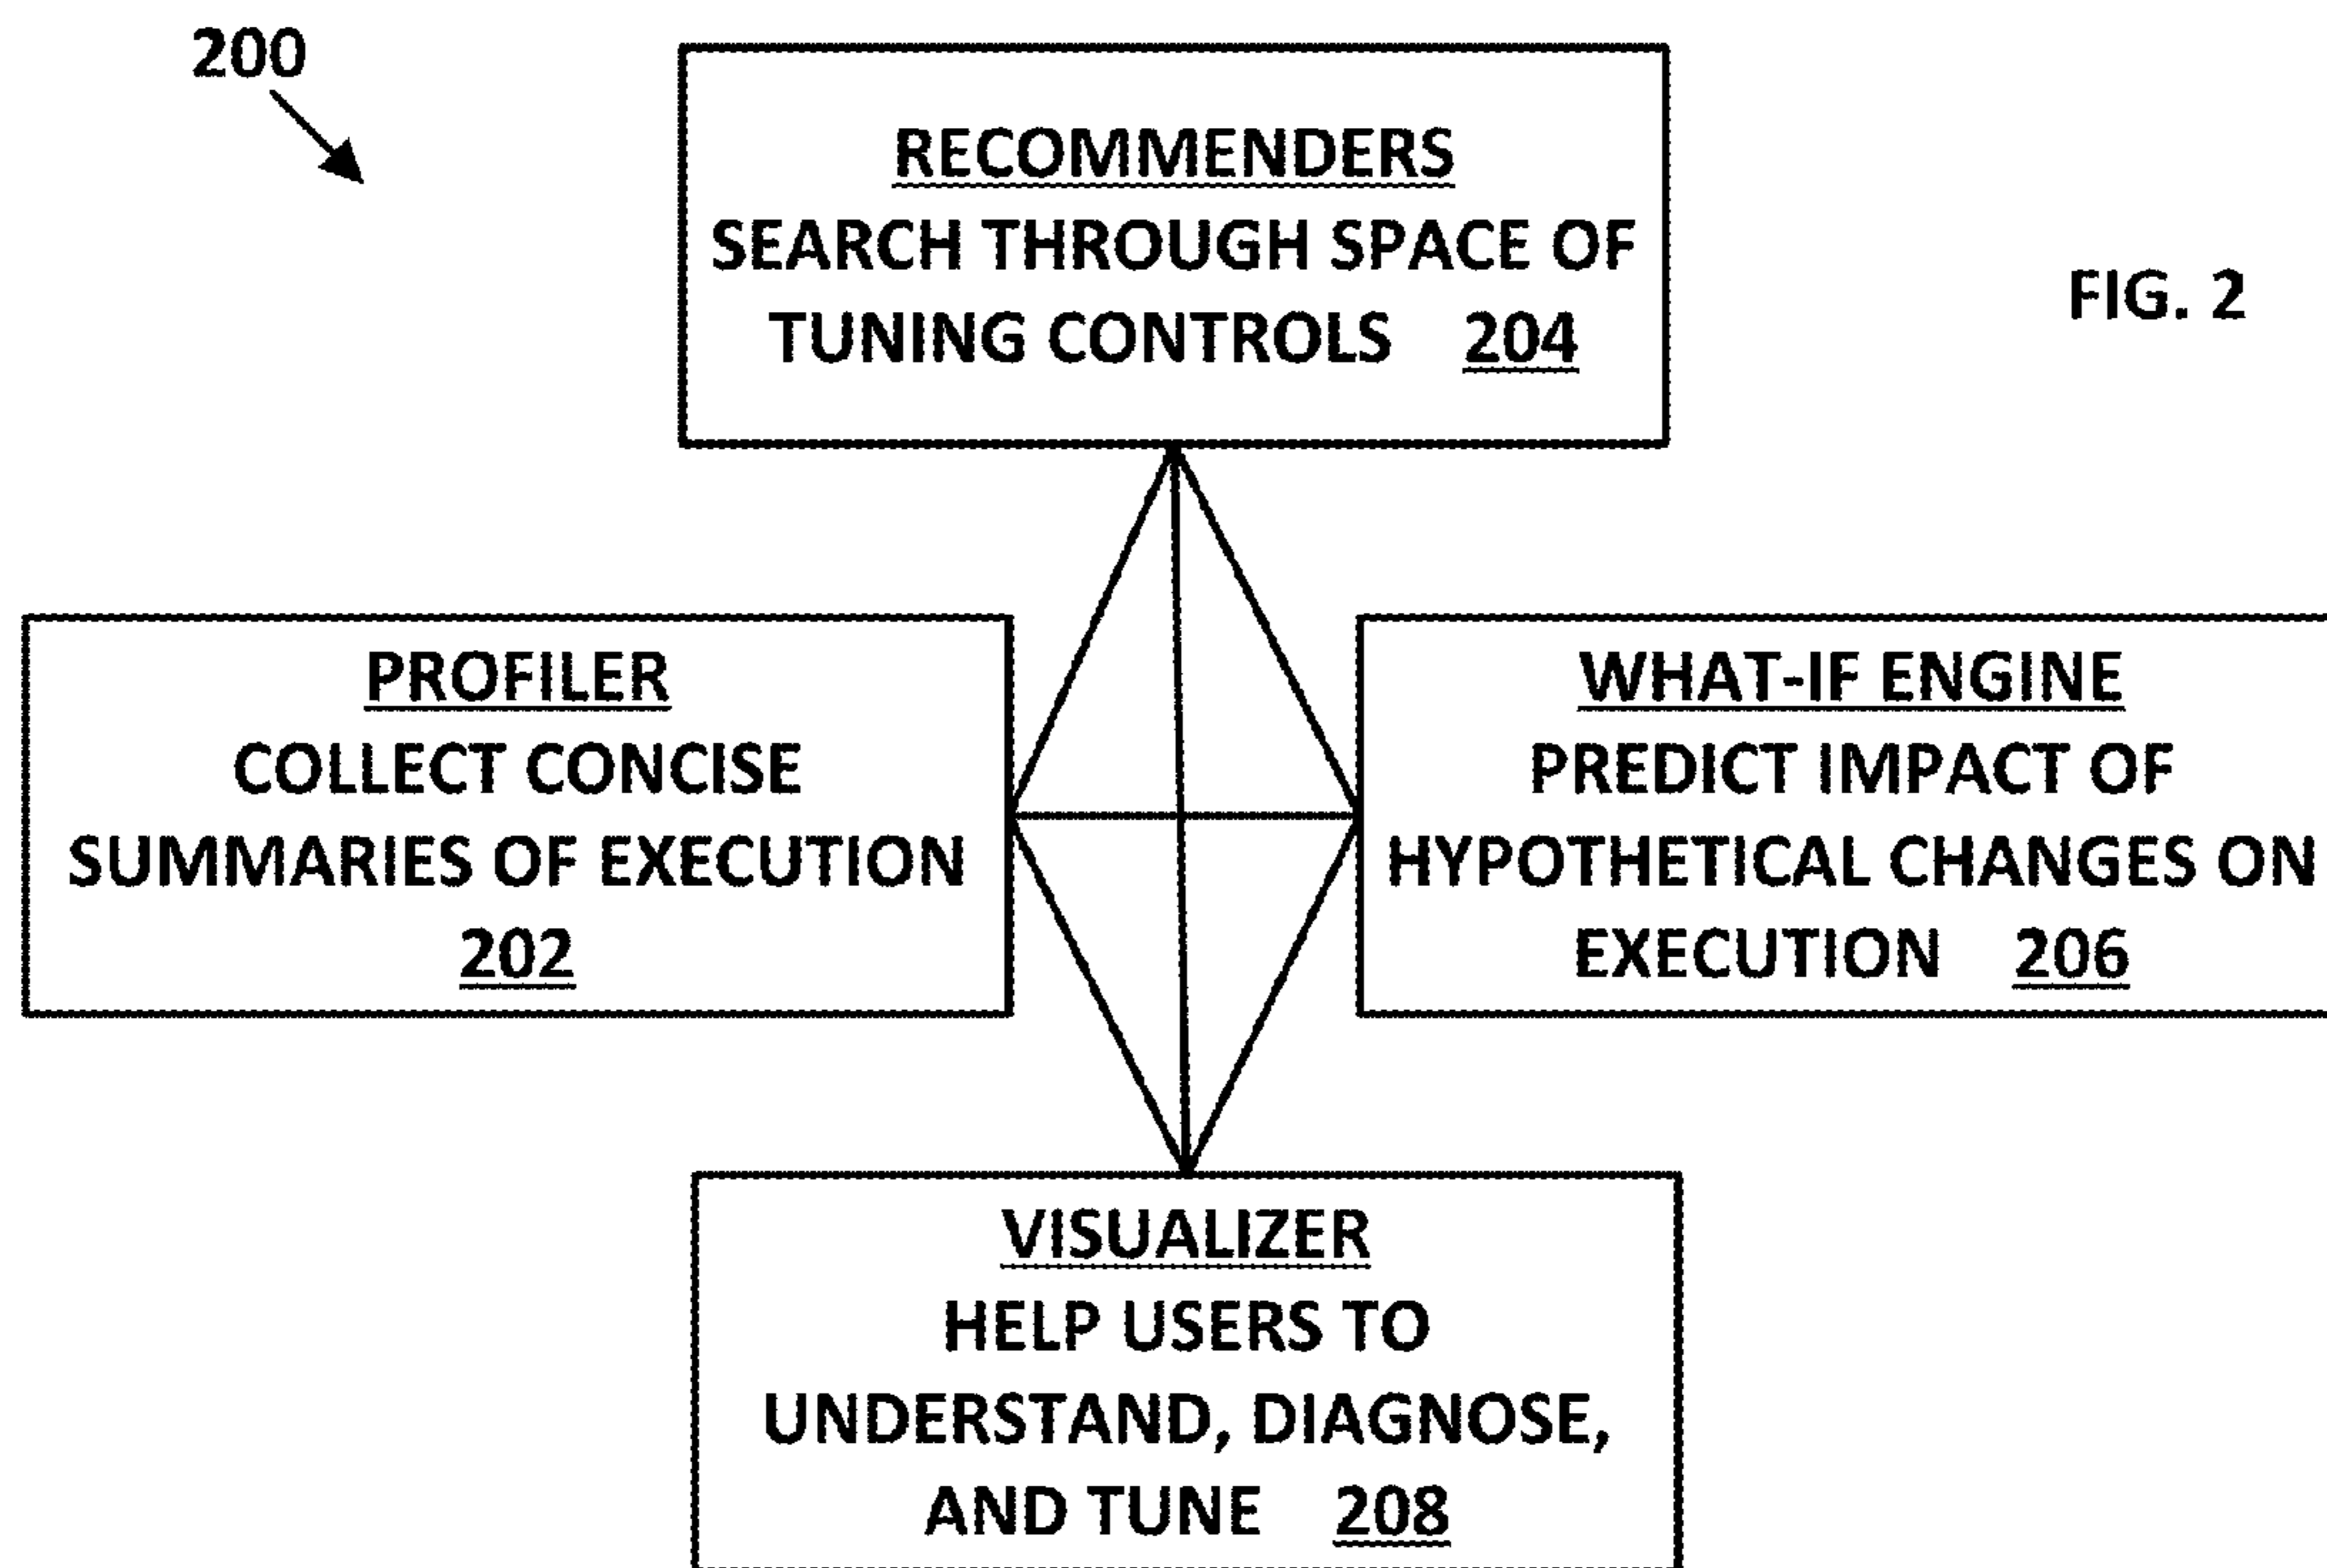 200
RECOMMENDERS
SEARCH THROUGH SPACE OF
TUNING CONTROLS 204
FIG. 2
PROFILER
COLLECT CONCISE
SUMMARIES OF EXECUTION
202
WHAT-IF ENGINE
PREDICT IMPACT OF
HYPOTHETICAL CHANGES ON
EXECUTION 206
VISUALIZER
HELP USERS TO
UNDERSTAND, DIAGNOSE,
AND TUNE 208